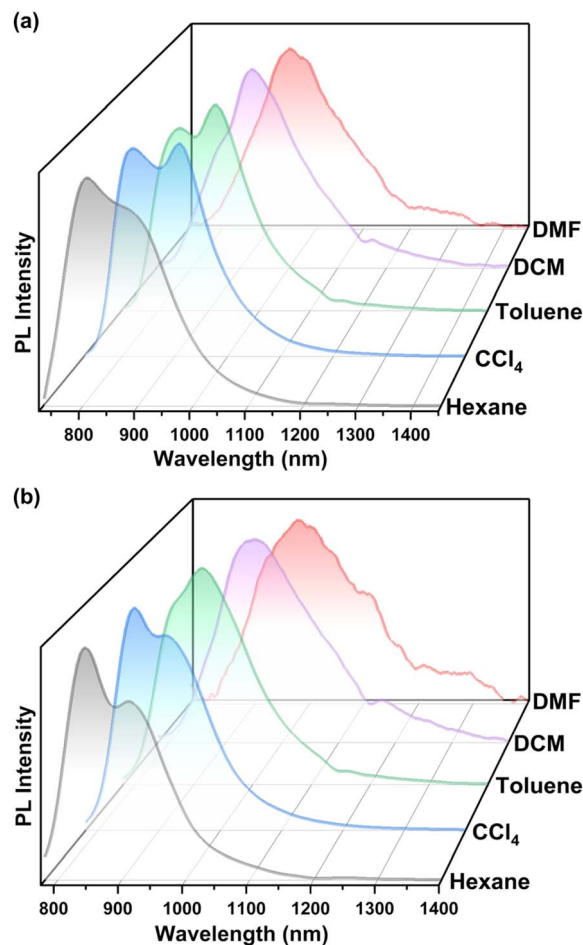 (a)
PL Intensity
DMF
DCM
Toluene
CCl₄
Hexane
800 900 1000 1100 1200 1300 1400
Wavelength (nm)
(b)
PL Intensity
DMF
DCM
Toluene
CCl₄
Hexane
800 900 1000 1100 1200 1300 1400
Wavelength (nm)